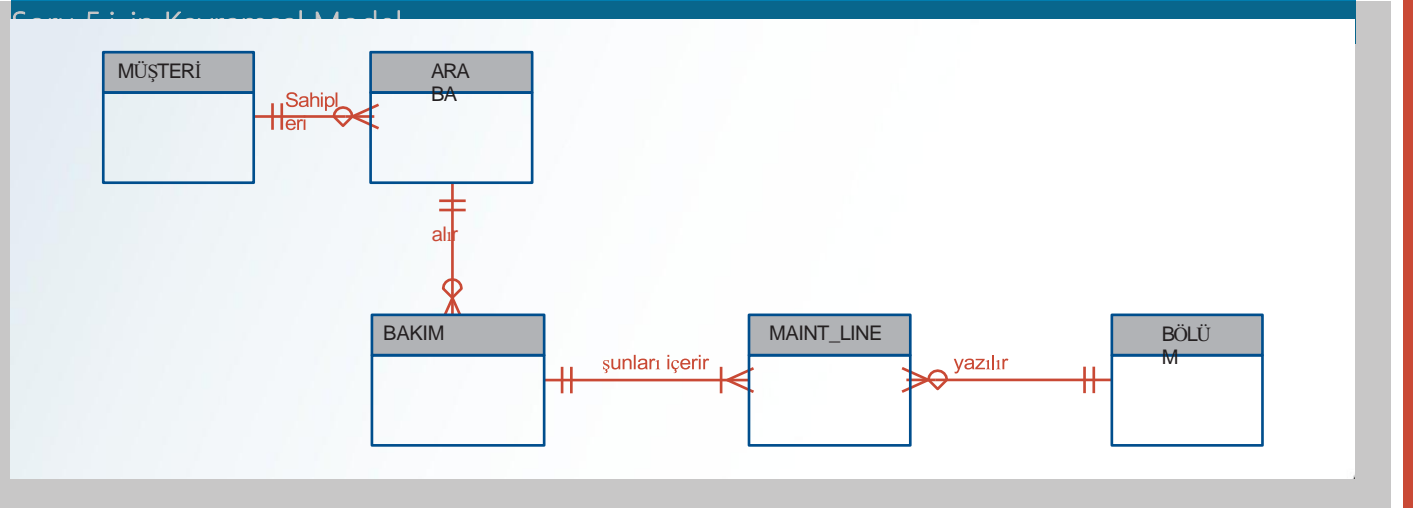 MÜŞTERİ
ARA
BA
Sahipl
eri
alır
BAKIM
şunları içerir
MAINT_LINE
yazılır
BÖLÜ
M